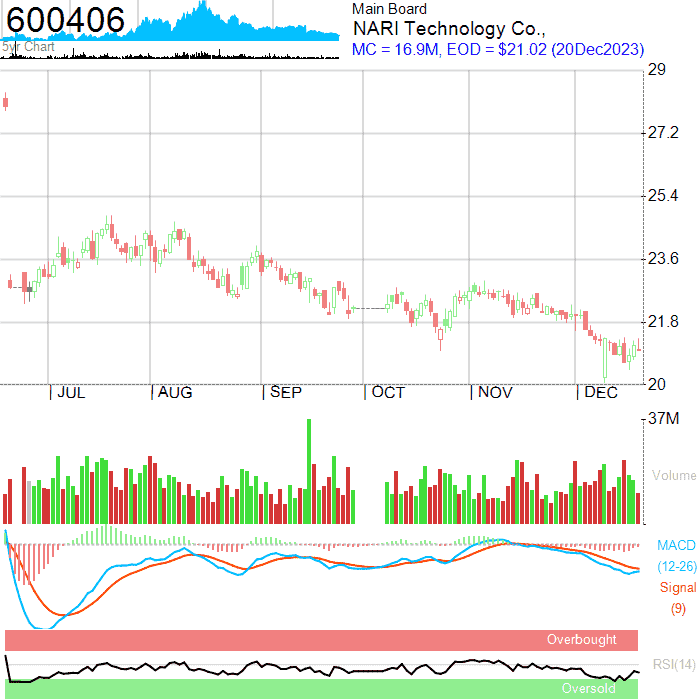 600406
5yr Chart
Main Board
NARI Technology Co.,
MC = 16.9M, EOD = $21.02 (20Dec2023)
29
27.2
25.4
23.6
21.8
20
JUL AUG SEP OCT NOV DEC
37M
Volume
MACD
(12-26)
Signal
(9)
Overbought
RSI(14)
Oversold